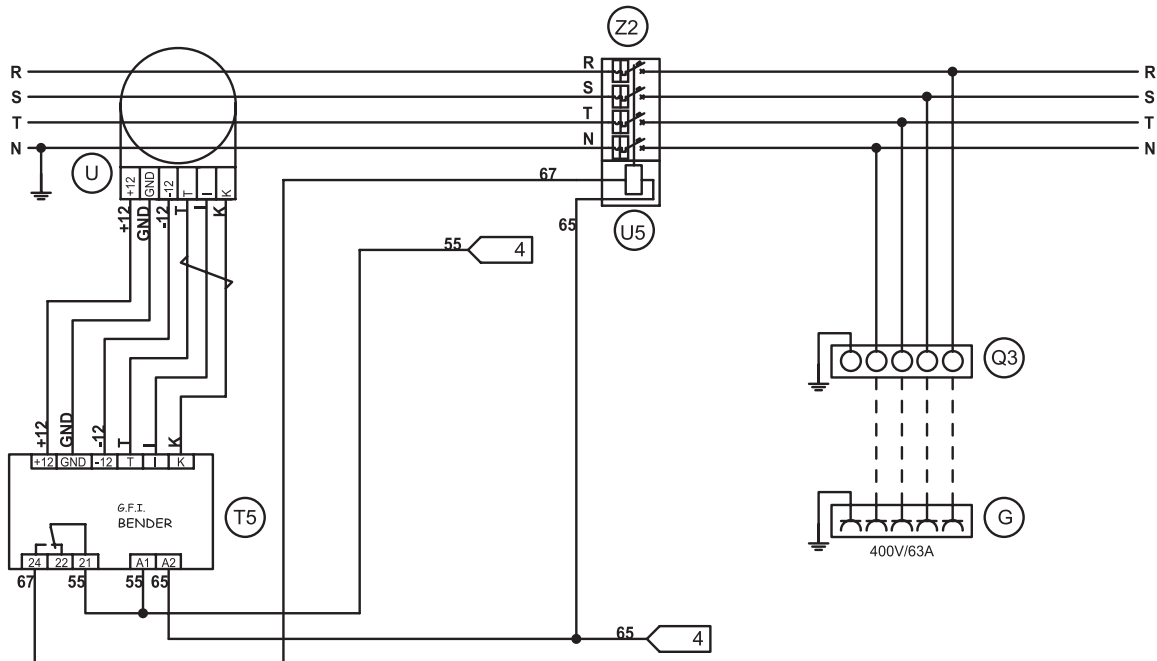 Z2
R R R
S S S
T T T
N N N
U
+12 GND -12 T I K
67
+12 GND -12 T I K
65
U5
55 4
Q3
+12 GND -12 T I K
+12 GND -12 T I K
G.F.I.
BENDER
T5
G
400V/63A
24 22 21 A1 A2
67 55 55 65
65 4